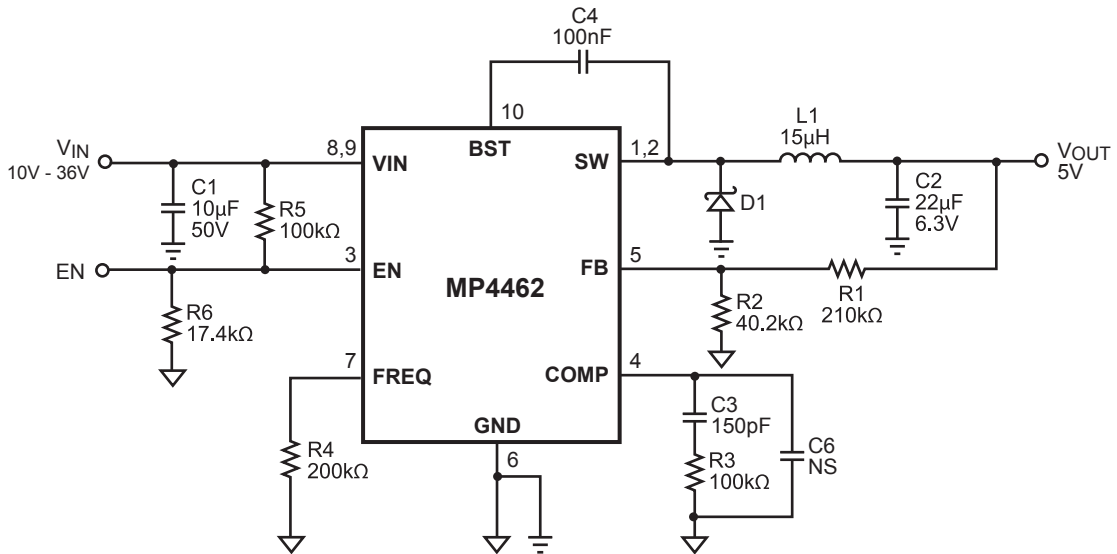 C4
100nF
10
L1
15µH
VIN
10V - 36V
8,9
VIN
BST
SW
1,2
VOUT
5V
C1
10µF
50V
R5
100kΩ
D1
C2
22µF
6.3V
EN
3
EN
MP4462
FB
5
R1
210kΩ
R6
17.4kΩ
R2
40.2kΩ
7
FREQ
COMP
4
C3
150pF
C6
NS
GND
6
R4
200kΩ
R3
100kΩ